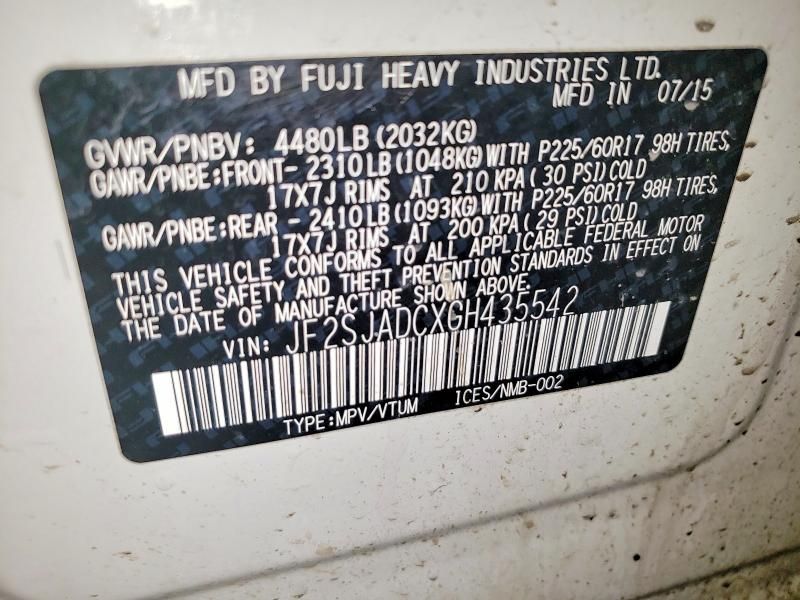 MFD BY FUJI HEAVY INDUSTRIES LTD.
MFD IN 07/15
GVWR/PNBV: 4480LB (2032KG)
GAWR/PNBE:FRONT- 2310LB (1048KG) WITH P225/60R17 98H TIRES,
17X7J RIMS AT 210 KPA ( 30 PSI) COLD
GAWR/PNBE:REAR - 2410LB (1093KG) WITH P225/60R17 98H TIRES,
17X7J RIMS AT 200 KPA ( 29 PSI) COLD
THIS VEHICLE CONFORMS TO ALL APPLICABLE FEDERAL MOTOR
VEHICLE SAFETY AND THEFT PREVENTION STANDARDS IN EFFECT ON
THE DATE OF MANUFACTURE SHOWN ABOVE.
VIN: JF2SJADCXGH435542
TYPE:MPV/VTUM ICES/NMB-002